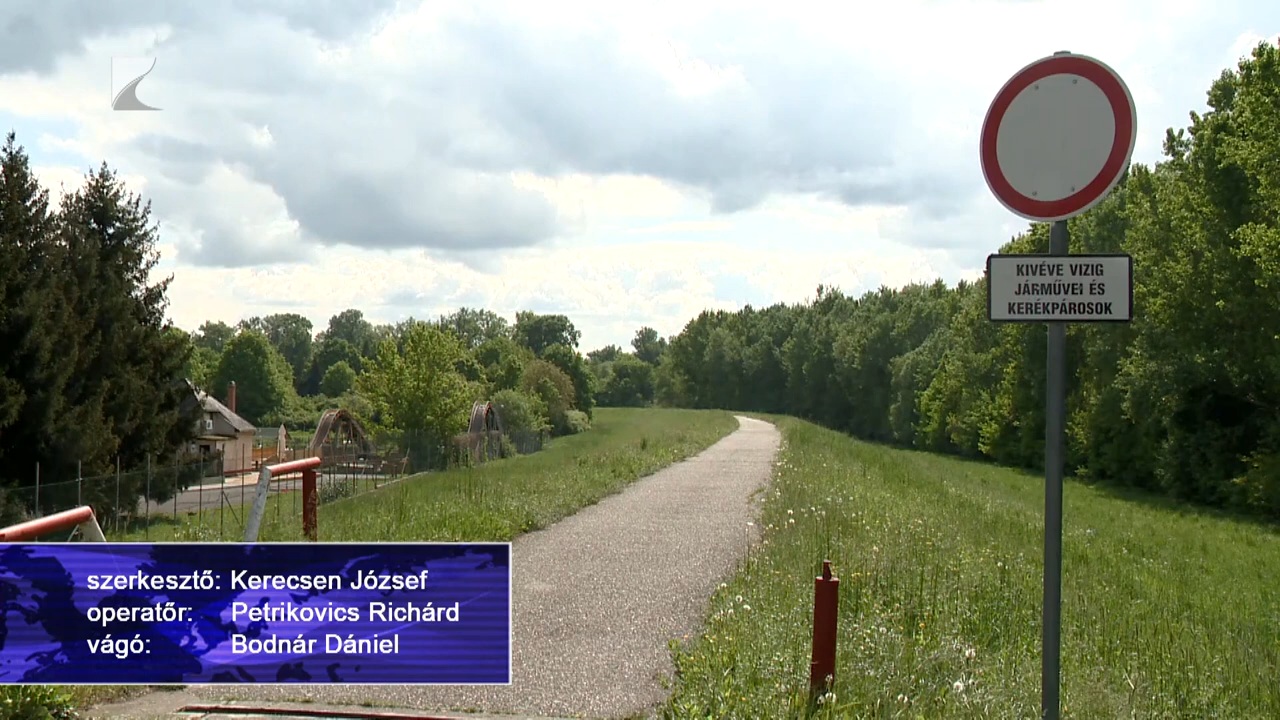 KIVÉVE VIZIG
JÁRMŰVEI ÉS
KERÉKPÁROSOK
szerkesztő: Kerecsen József
operatőr: Petrikovics Richárd
vágó: Bodnár Dániel